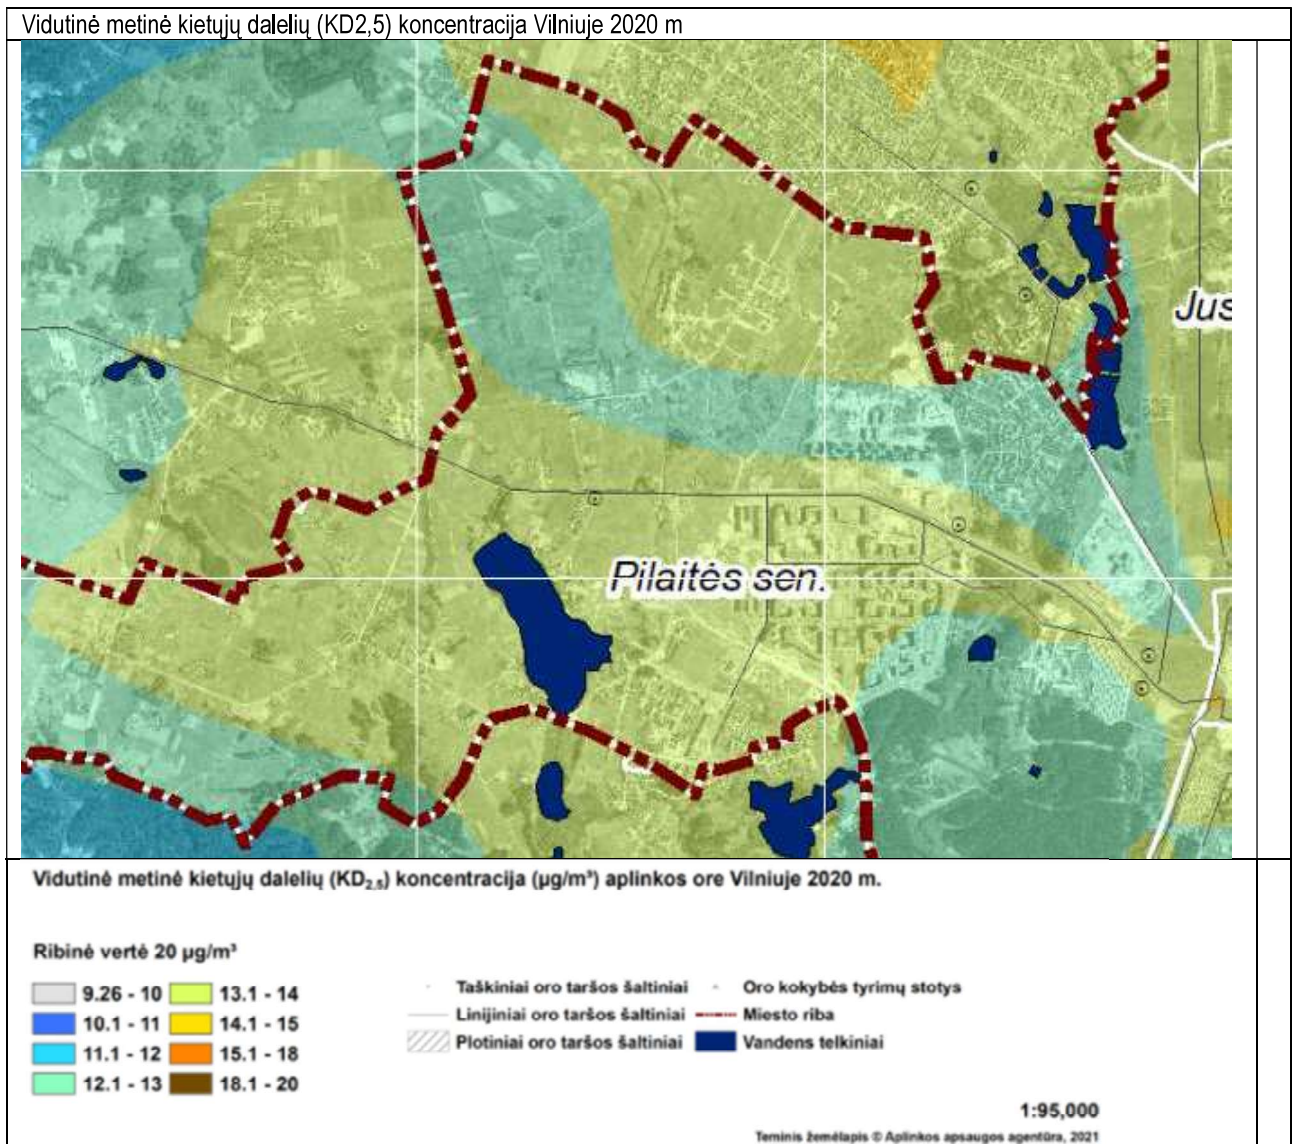 Vidutinė metinė kietųjų dalelių (KD2,5) koncentracija Vilniuje 2020 m
Jus
Pilaitės sen.
Vidutinė metinė kietųjų dalelių (KD2,5) koncentracija (µg/m³) aplinkos ore Vilniuje 2020 m.
Ribinė vertė 20 µg/m³
9.26 - 10
10.1 - 11
11.1 - 12
12.1 - 13
13.1 - 14
14.1 - 15
15.1 - 18
18.1 - 20
Taškiniai oro taršos šaltiniai
Linijiniai oro taršos šaltiniai
Plotiniai oro taršos šaltiniai
Oro kokybės tyrimų stotys
Miesto riba
Vandens telkiniai
1:95,000
Teminis žemėlapis © Aplinkos apsaugos agentūra, 2021